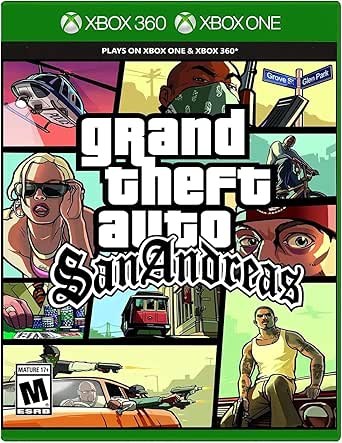 XBOX 360 XBOX ONE
PLAYS ON XBOX ONE & XBOX 360*
Grove St Glen Park
grand
theft
auto
San Andreas
MATURE 17+
M
ESRB